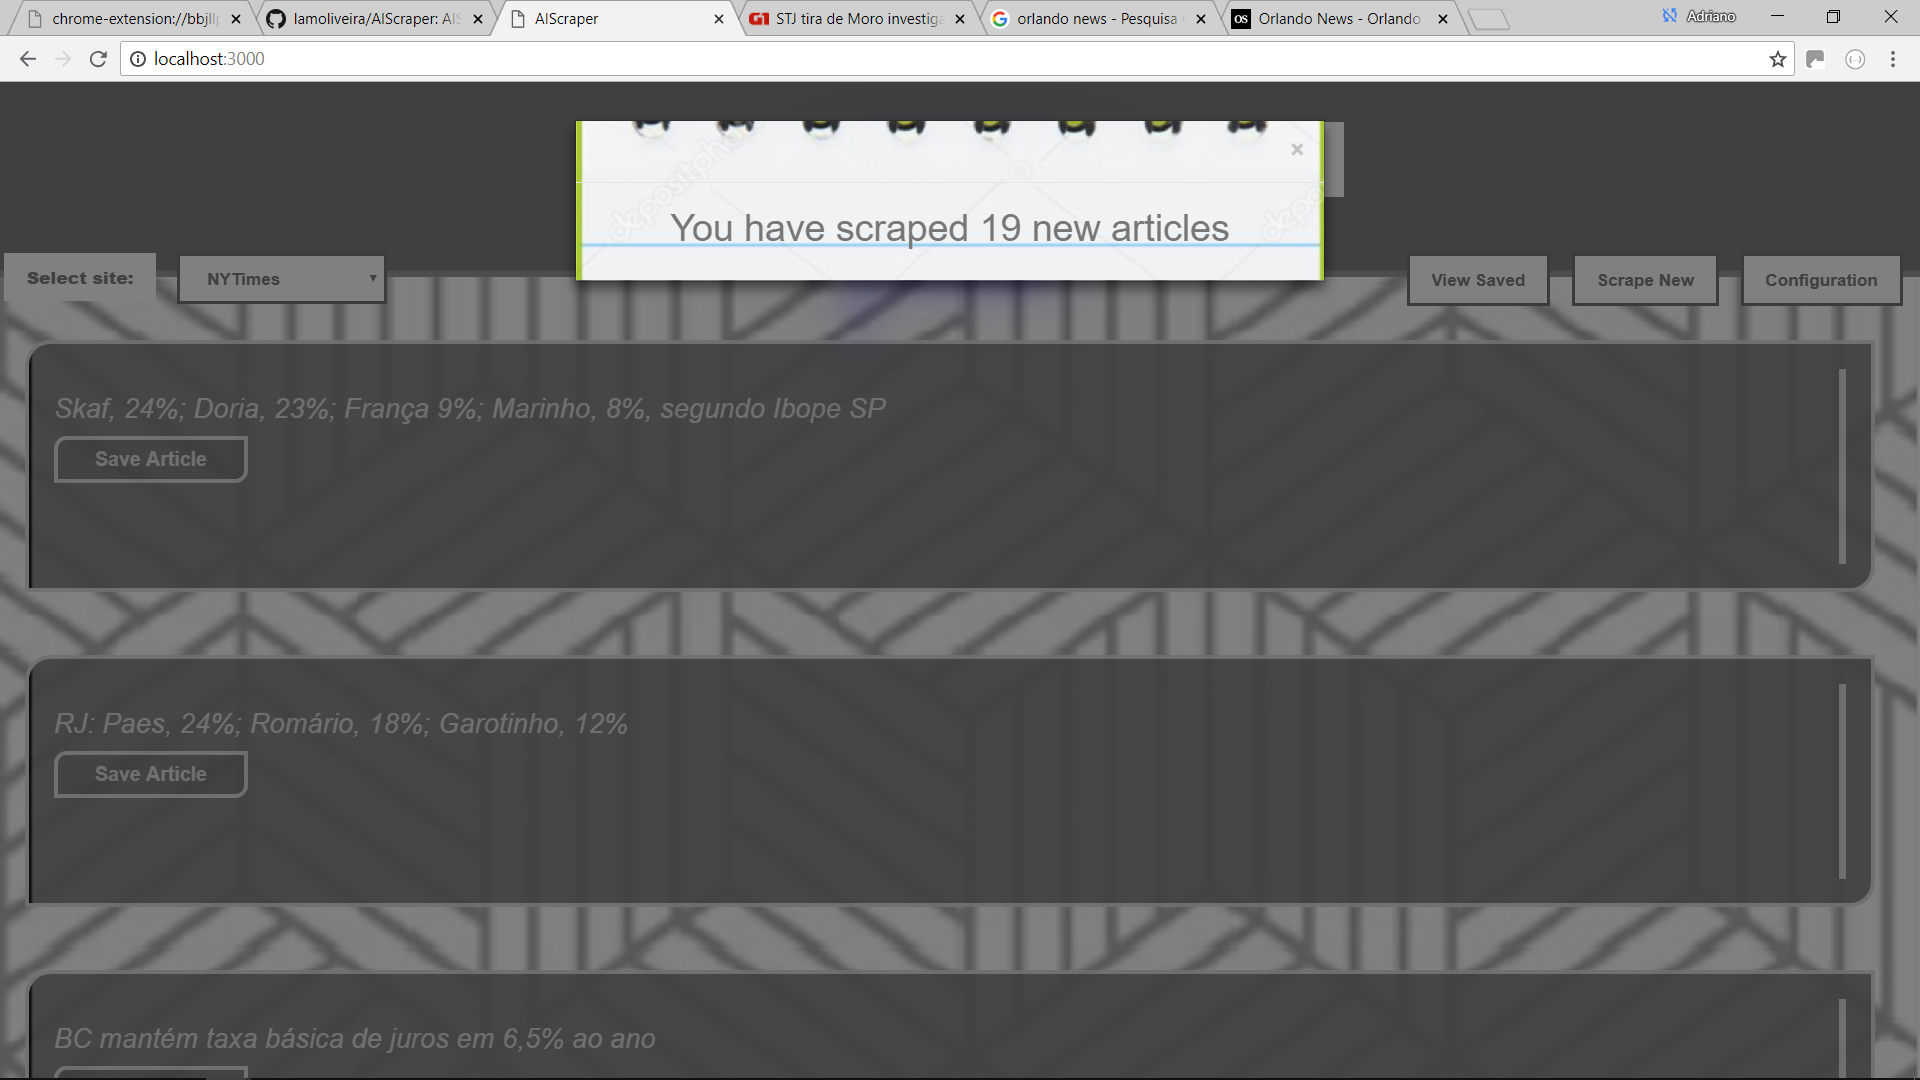 chrome-extension://bbjll
lamoliveira/AIScraper: AIS
AIScraper
G1 STJ tira de Moro investiga
orlando news - Pesquisa
OS Orlando News - Orlando
Adriano
localhost:3000
×
You have scraped 19 new articles
Select site:
NYTimes
View Saved
Scrape New
Configuration
Skaf, 24%; Doria, 23%; França 9%; Marinho, 8%, segundo Ibope SP
Save Article
RJ: Paes, 24%; Romário, 18%; Garotinho, 12%
Save Article
BC mantém taxa básica de juros em 6,5% ao ano